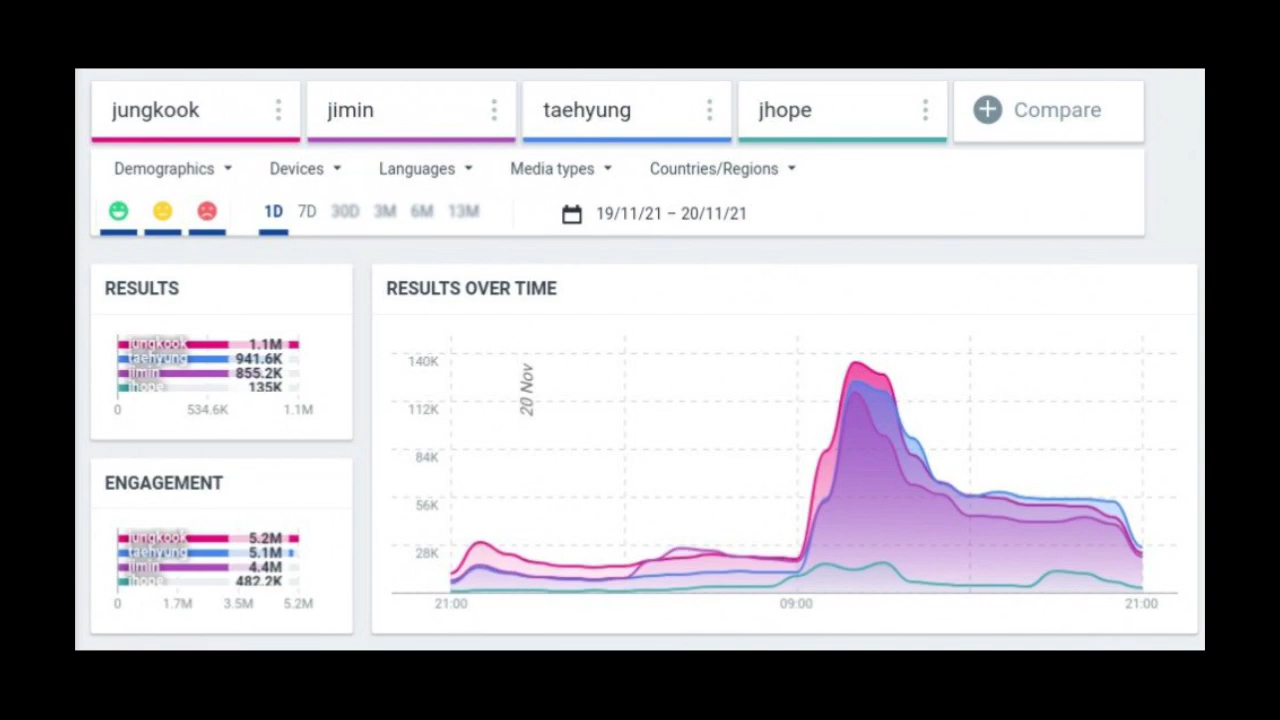 jungkook
jimin
taehyung
jhope
Compare
Demographics
Devices
Languages
Media types
Countries/Regions
1D 7D 30D 3M 6M 13M
19/11/21 – 20/11/21
RESULTS
jungkook 1.1M
taehyung 941.6K
jimin 855.2K
jhope 135K
0 534.6K 1.1M
ENGAGEMENT
jungkook 5.2M
taehyung 5.1M
jimin 4.4M
jhope 482.2K
0 1.7M 3.5M 5.2M
RESULTS OVER TIME
20 Nov
140K
112K
84K
56K
28K
21:00 09:00 21:00